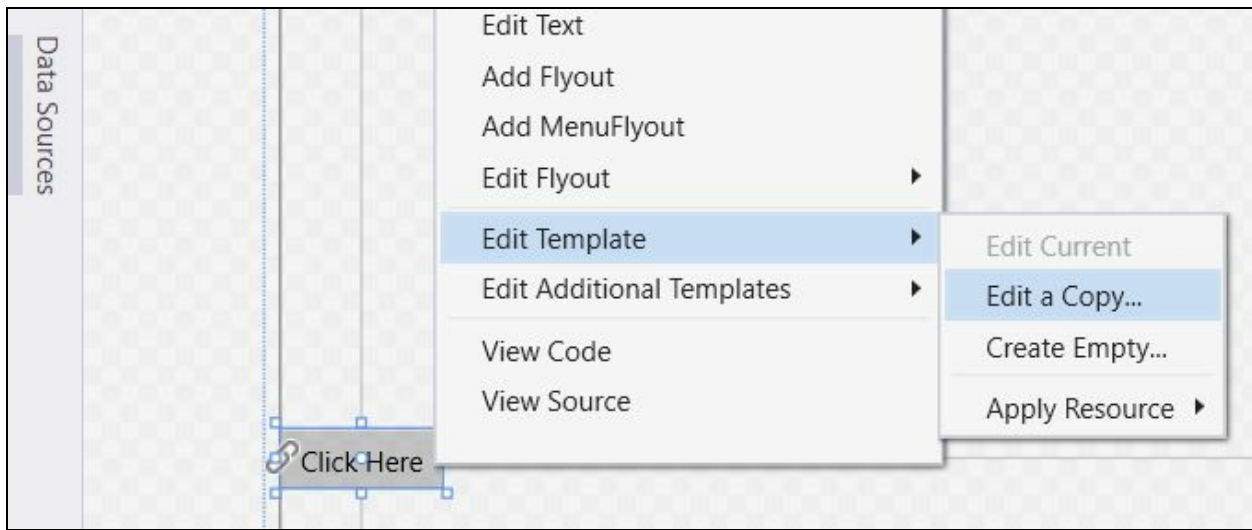 Data Sources
Edit Text
Add Flyout
Add MenuFlyout
Edit Flyout
Edit Template
Edit Additional Templates
View Code
View Source
Edit Current
Edit a Copy...
Create Empty...
Apply Resource
Click Here